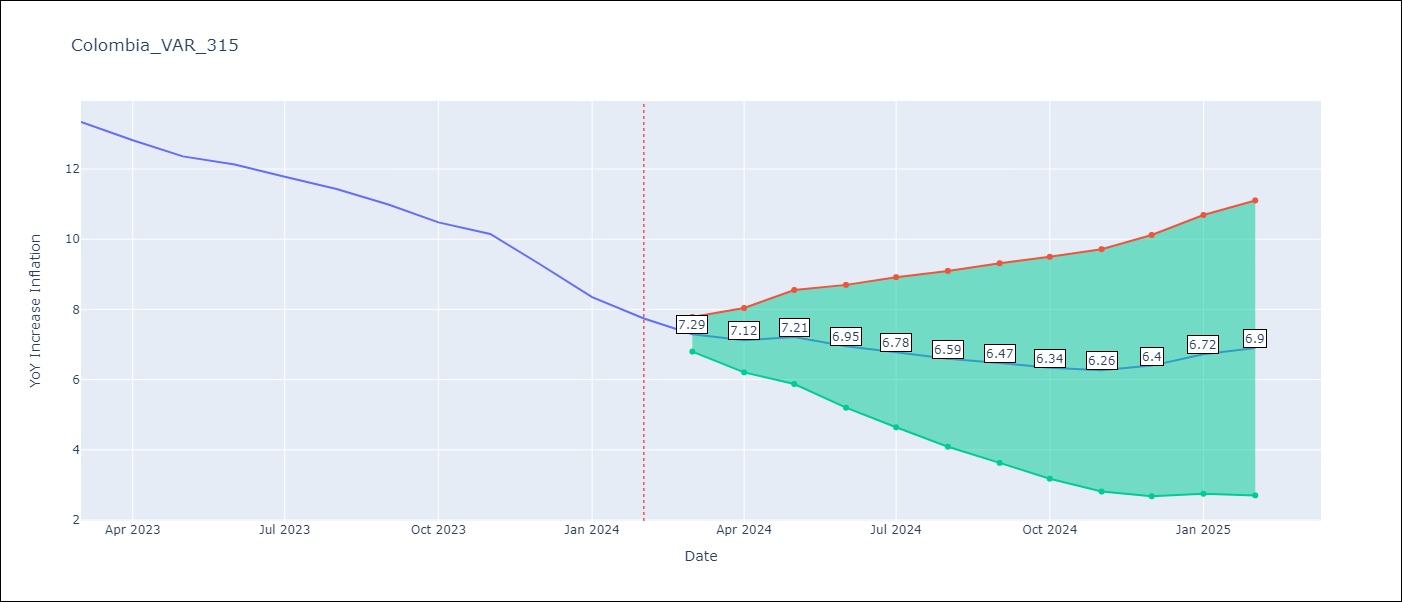 Colombia_VAR_315
YoY Increase Inflation
12
10
8
6
4
2
7.29
7.12
7.21
6.95
6.78
6.59
6.47
6.34
6.26
6.4
6.72
6.9
Apr 2023
Jul 2023
Oct 2023
Jan 2024
Apr 2024
Jul 2024
Oct 2024
Jan 2025
Date